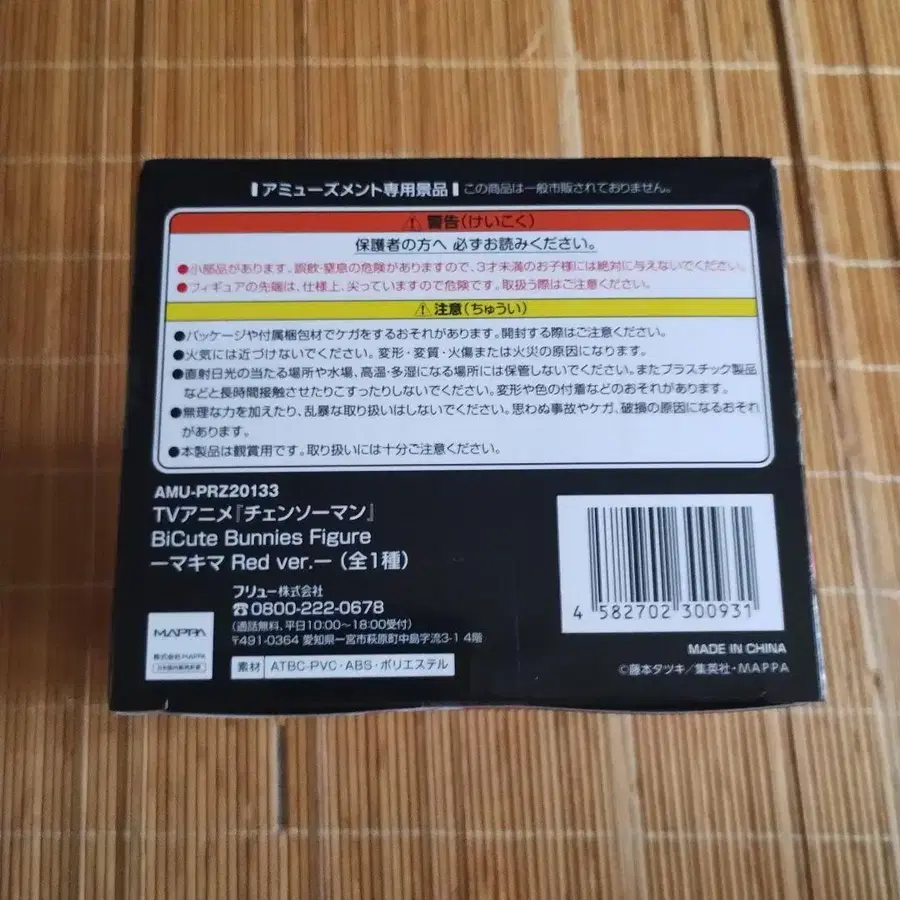 アミューズメント専用景品 この商品は一般市販されておりません。
⚠ 警告(けいこく)
保護者の方へ 必ずお読みください。
●小部品があります。誤飲・窒息の危険がありますので、3才未満のお子様には絶対に与えないでください。
●フィギュアの先端は、仕様上、尖っていますので危険です。取扱う際はご注意ください。
⚠ 注意(ちゅうい)
●パッケージや付属梱包材でケガをするおそれがあります。開封する際はご注意ください。
●火気には近づけないでください。変形・変質・火傷または火災の原因になります。
●直射日光の当たる場所や水場、高温・多湿になる場所には保管しないでください。またプラスチック製品
などと長時間接触させたりこすったりしないでください。変形や色の付着などのおそれがあります。
●無理な力を加えたり、乱暴な取り扱いはしないでください。思わぬ事故やケガ、破損の原因になるおそれ
があります。
●本製品は観賞用です。取り扱いには十分ご注意ください。
AMU-PRZ20133
TVアニメ『チェンソーマン』
BiCute Bunnies Figure
ーマキマ Red ver.ー(全1種)
フリュー株式会社
☎0800-222-0678
(通話無料、平日10:00~18:00受付)
〒491-0364 愛知県一宮市萩原町中島字流3-1 4階
MAPPA
株式会社MAPPA
素材 ATBC-PVC・ABS・ポリエステル
4 582702 300931
MADE IN CHINA
©藤本タツキ/集英社・MAPPA